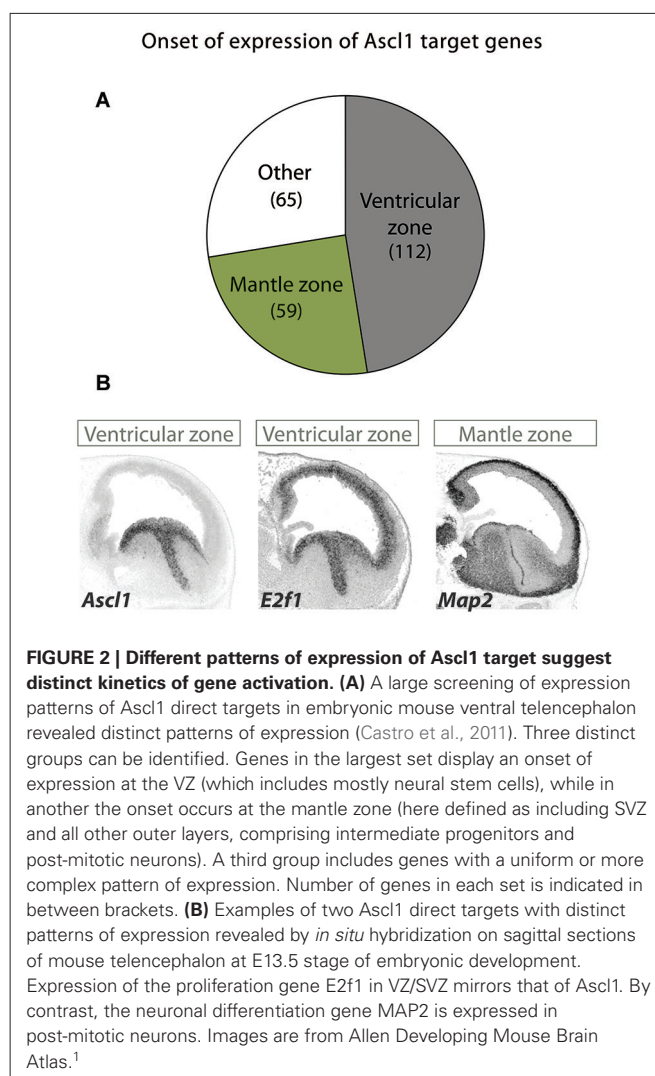 Onset of expression of Ascl1 target genes
A
Other
(65)
Ventricular
zone
(112)
Mantle zone
(59)
B
Ventricular zone
Ventricular zone
Mantle zone
Ascl1
E2f1
Map2
FIGURE 2 | Different patterns of expression of Ascl1 target suggest
distinct kinetics of gene activation. (A) A large screening of expression
patterns of Ascl1 direct targets in embryonic mouse ventral telencephalon
revealed distinct patterns of expression (Castro et al., 2011). Three distinct
groups can be identified. Genes in the largest set display an onset of
expression at the VZ (which includes mostly neural stem cells), while in
another the onset occurs at the mantle zone (here defined as including SVZ
and all other outer layers, comprising intermediate progenitors and
post-mitotic neurons). A third group includes genes with a uniform or more
complex pattern of expression. Number of genes in each set is indicated in
between brackets. (B) Examples of two Ascl1 direct targets with distinct
patterns of expression revealed by in situ hybridization on sagittal sections
of mouse telencephalon at E13.5 stage of embryonic development.
Expression of the proliferation gene E2f1 in VZ/SVZ mirrors that of Ascl1. By
contrast, the neuronal differentiation gene MAP2 is expressed in
post-mitotic neurons. Images are from Allen Developing Mouse Brain
Atlas.1